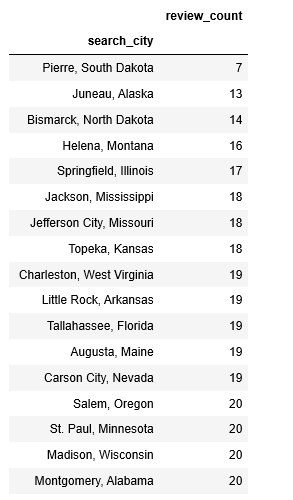 review_count
search_city
Pierre, South Dakota 7
Juneau, Alaska 13
Bismarck, North Dakota 14
Helena, Montana 16
Springfield, Illinois 17
Jackson, Mississippi 18
Jefferson City, Missouri 18
Topeka, Kansas 18
Charleston, West Virginia 19
Little Rock, Arkansas 19
Tallahassee, Florida 19
Augusta, Maine 19
Carson City, Nevada 19
Salem, Oregon 20
St. Paul, Minnesota 20
Madison, Wisconsin 20
Montgomery, Alabama 20